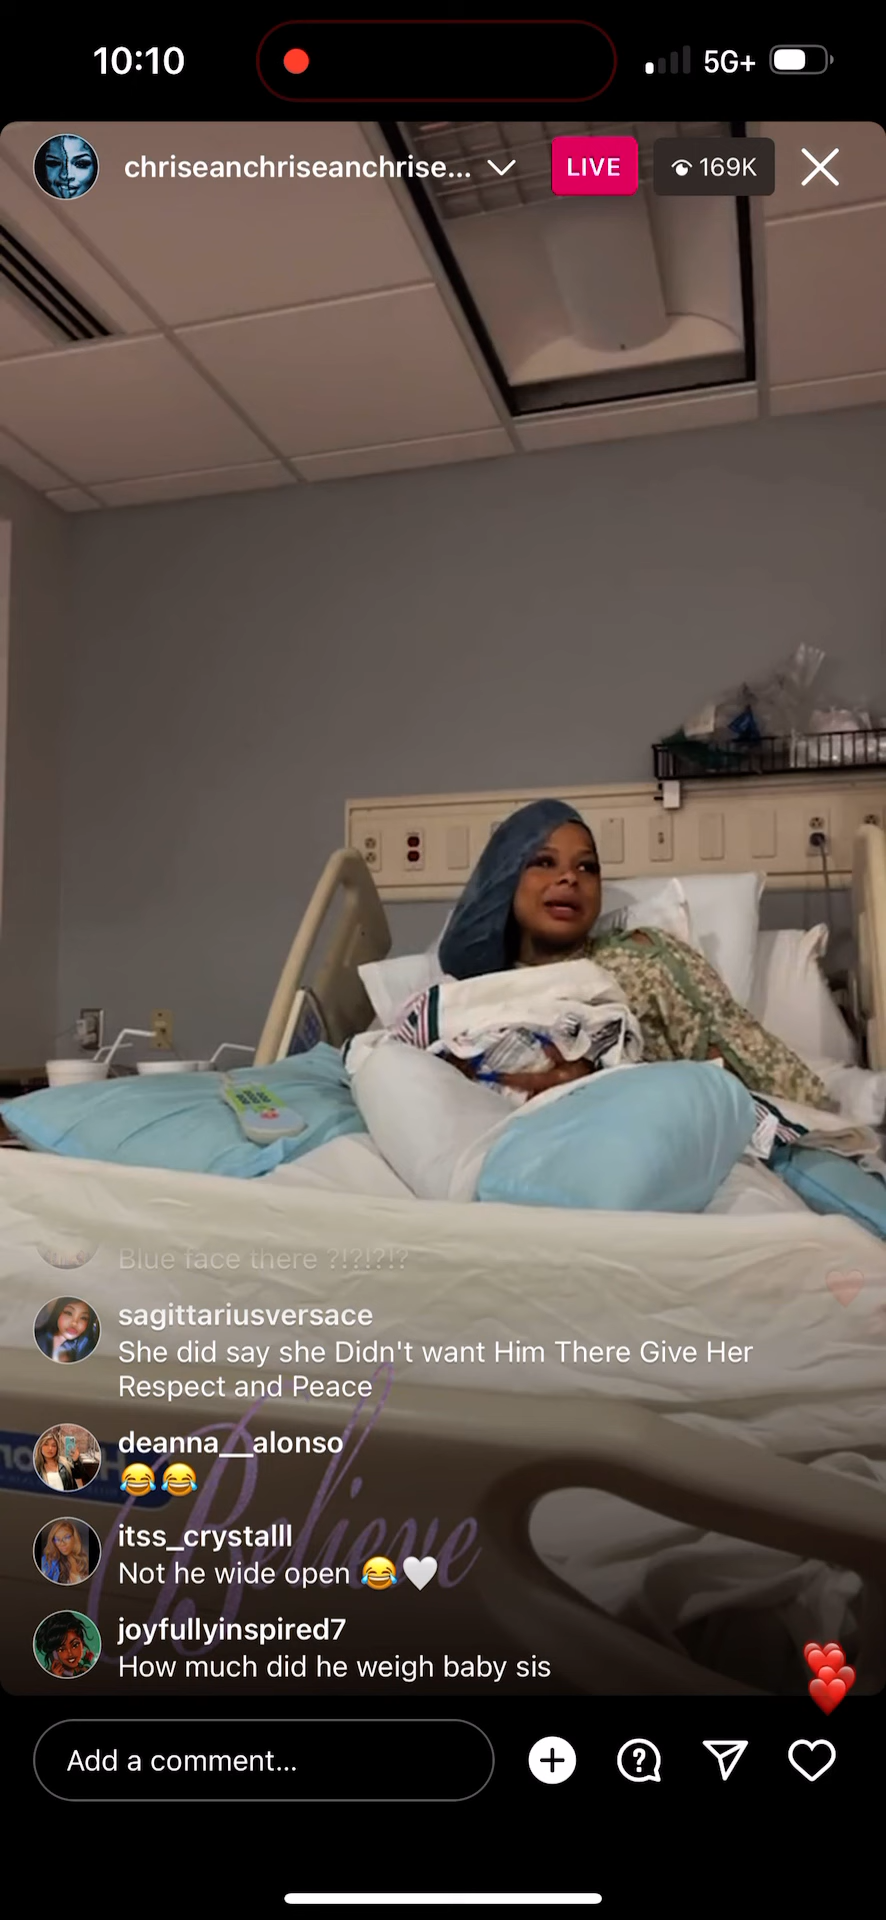 10:10
5G+
chriseanchriseanchrise...
LIVE
169K
Blue face there ?!?!?!?
sagittariusversace
She did say she Didn't want Him There Give Her
Respect and Peace
deanna__alonso
😂😂
itss_crystalll
Not he wide open 😂🤍
joyfullyinspired7
How much did he weigh baby sis
Believe
Add a comment...